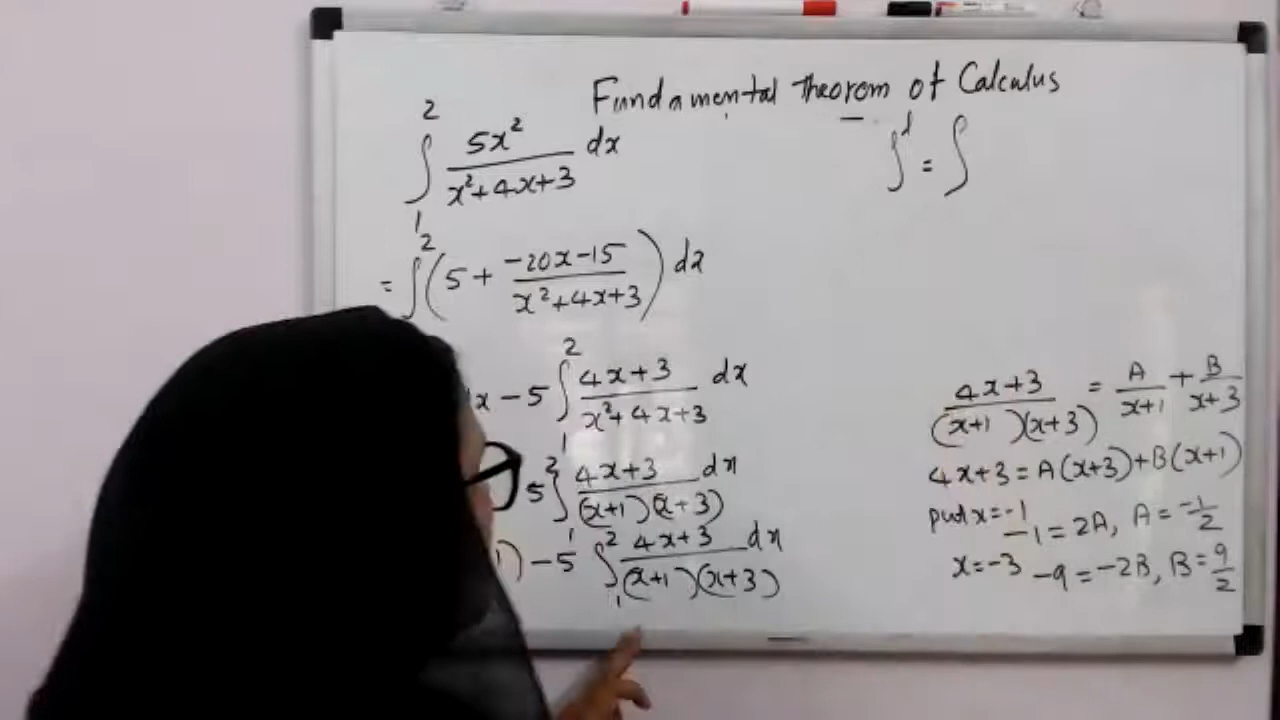 Fundamental theorom of Calculus
∫₁² 5x²/(x²+4x+3) dx
∫¹ = ∫
= ∫² (5 + (-20x-15)/(x²+4x+3)) dx
x - 5 ∫₁² (4x+3)/(x²+4x+3) dx
5 ∫₁² (4x+3)/((x+1)(x+3)) dx
1) - 5 ∫₁² (4x+3)/((x+1)(x+3)) dx
(4x+3)/((x+1)(x+3)) = A/(x+1) + B/(x+3)
4x+3 = A(x+3)+B(x+1)
put x=-1
-1=2A, A=-1/2
x=-3 -9=-2B, B=9/2